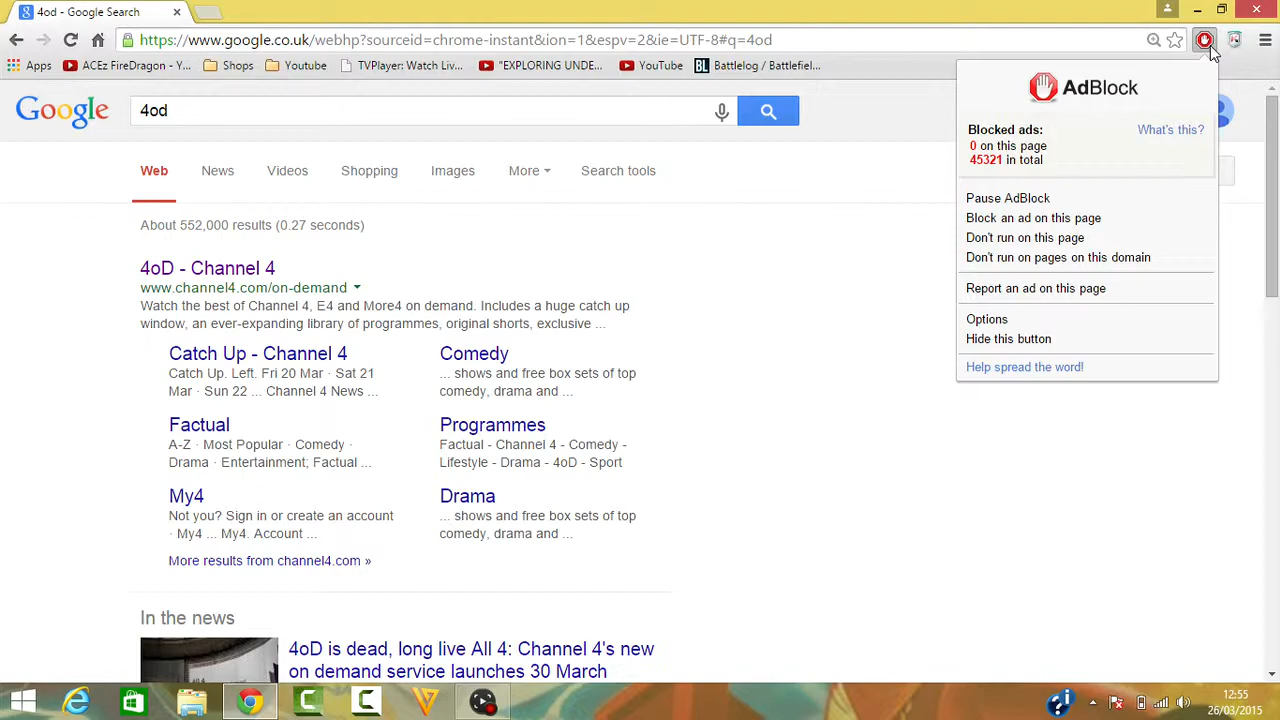 4od - Google Search
https://www.google.co.uk/webhp?sourceid=chrome-instant&ion=1&espv=2&ie=UTF-8#q=4od
Apps
ACEz FireDragon - Y...
Shops
Youtube
TVPlayer: Watch Liv...
"EXPLORING UNDE...
YouTube
BL
Battlelog / Battlefiel...
Google
4od
Web
News
Videos
Shopping
Images
More
Search tools
About 552,000 results (0.27 seconds)
4oD - Channel 4
www.channel4.com/on-demand
Watch the best of Channel 4, E4 and More4 on demand. Includes a huge catch up
window, an ever-expanding library of programmes, original shorts, exclusive ...
Catch Up - Channel 4
Catch Up. Left. Fri 20 Mar · Sat 21
Mar · Sun 22 ... Channel 4 News ...
Comedy
... shows and free box sets of top
comedy, drama and ...
Factual
A-Z · Most Popular · Comedy ·
Drama · Entertainment; Factual ...
Programmes
Factual - Channel 4 - Comedy -
Lifestyle - Drama - 4oD - Sport
My4
Not you? Sign in or create an account
· My4 ... My4. Account ...
Drama
... shows and free box sets of top
comedy, drama and ...
More results from channel4.com »
In the news
4oD is dead, long live All 4: Channel 4's new
on demand service launches 30 March
AdBlock
Blocked ads:
What's this?
0 on this page
45321 in total
Pause AdBlock
Block an ad on this page
Don't run on this page
Don't run on pages on this domain
Report an ad on this page
Options
Hide this button
Help spread the word!
12:55
26/03/2015